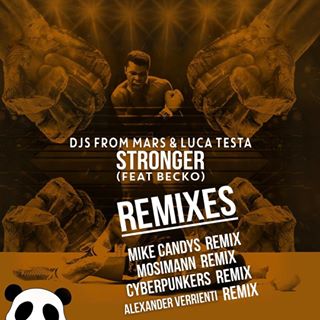 DJS FROM MARS & LUCA TESTA
STRONGER
(FEAT BECKO)
REMIXES
MIKE CANDYS REMIX
MOSIMANN REMIX
CYBERPUNKERS REMIX
ALEXANDER VERRIENTI REMIX